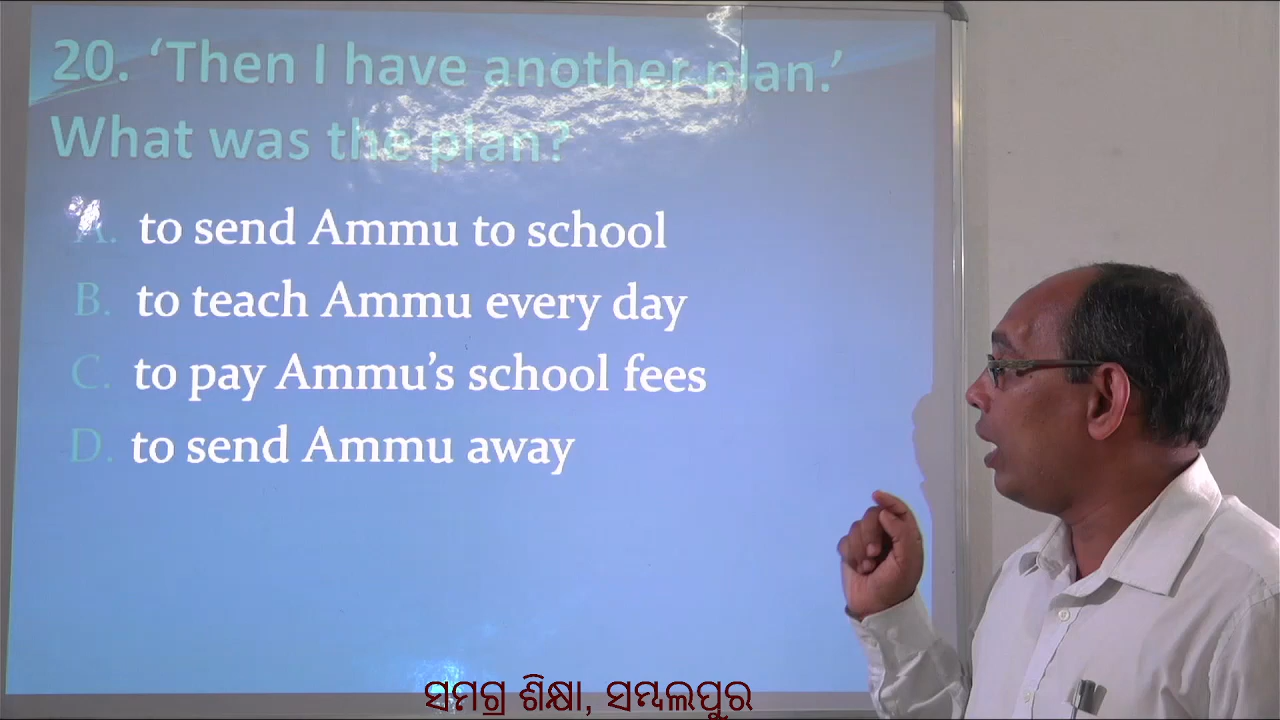 20. ‘Then I have another plan.’
What was the plan?
A. to send Ammu to school
B. to teach Ammu every day
C. to pay Ammu’s school fees
D. to send Ammu away
ସମଗ୍ର ଶିକ୍ଷା, ସମ୍ବଲପୁର